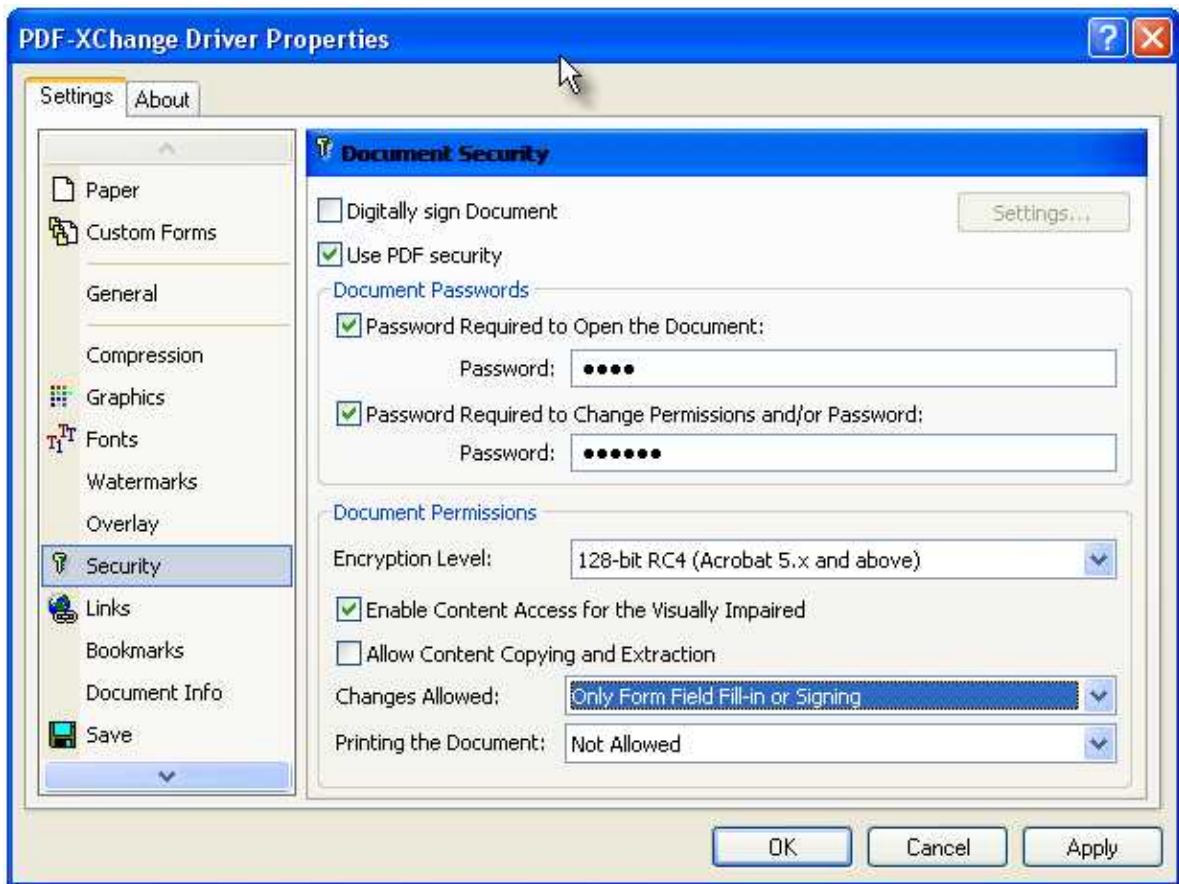 PDF-XChange Driver Properties
?
Settings About
Paper
Custom Forms
General
Compression
Graphics
Fonts
Watermarks
Overlay
Security
Links
Bookmarks
Document Info
Save
Document Security
Digitally sign Document
Settings...
Use PDF security
Document Passwords
Password Required to Open the Document:
Password: ●●●●
Password Required to Change Permissions and/or Password:
Password: ●●●●●●
Document Permissions
Encryption Level: 128-bit RC4 (Acrobat 5.x and above)
Enable Content Access for the Visually Impaired
Allow Content Copying and Extraction
Changes Allowed: Only Form Field Fill-in or Signing
Printing the Document: Not Allowed
OK Cancel Apply